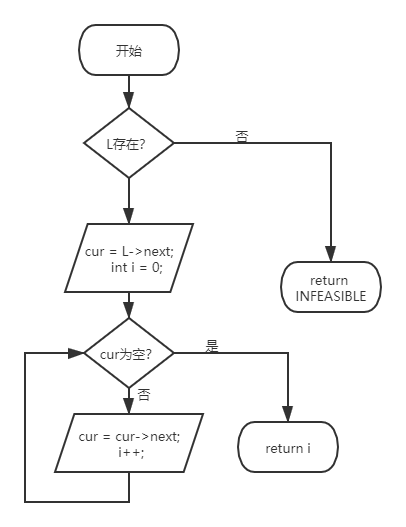 开始
L存在?
否
cur = L->next;
int i = 0;
return
INFEASIBLE
cur为空?
是
否
cur = cur->next;
i++;
return i